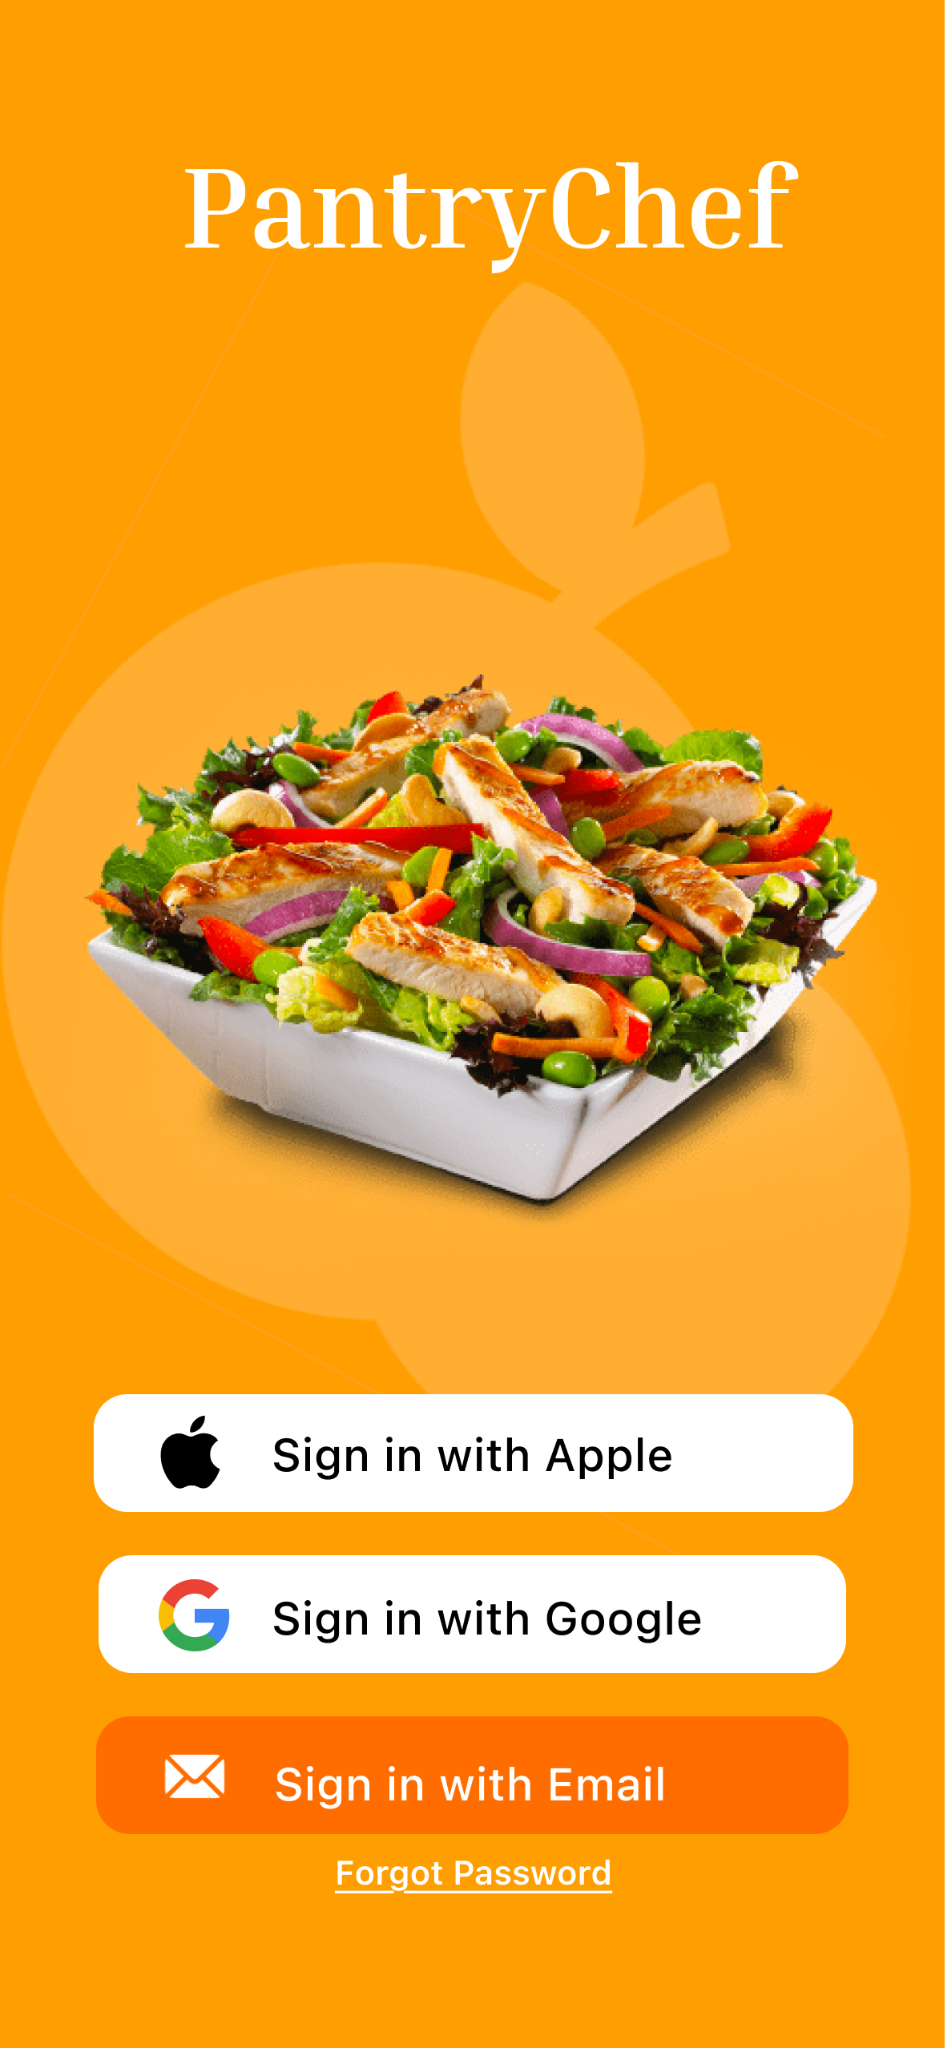 PantryChef
Sign in with Apple
Sign in with Google
Sign in with Email
Forgot Password